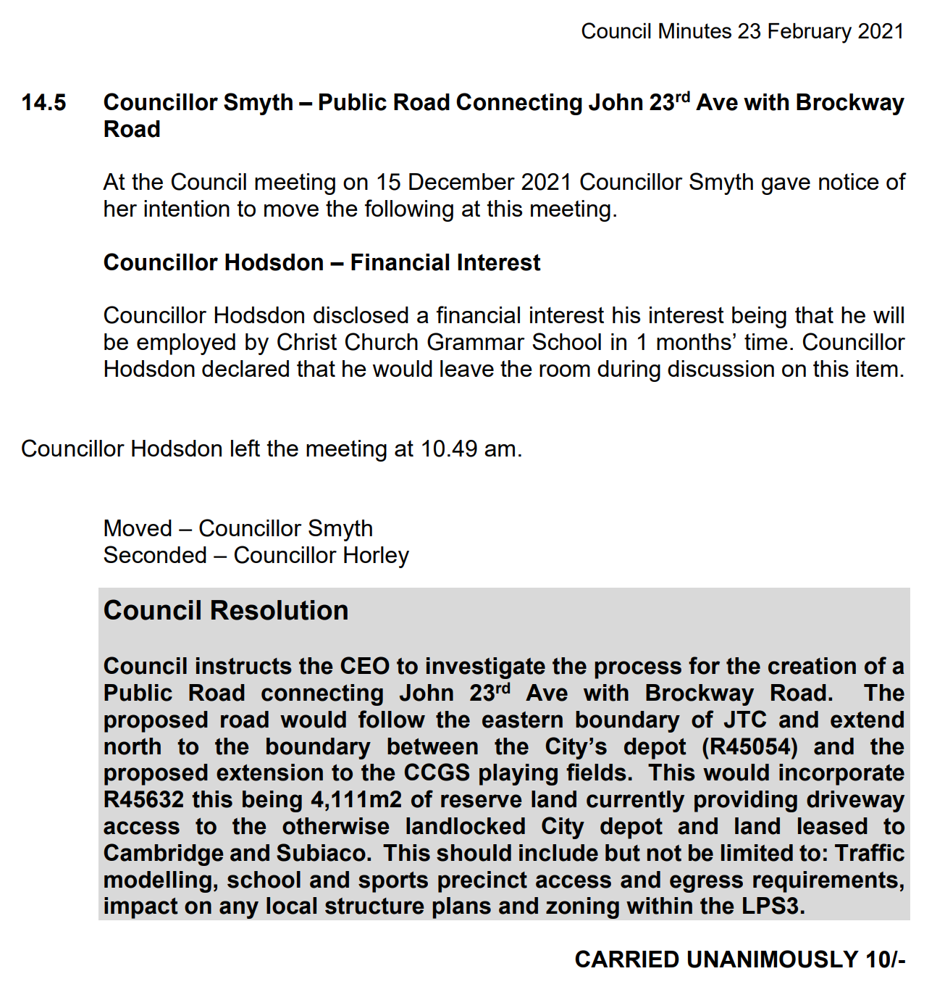 Council Minutes 23 February 2021
14.5 Councillor Smyth – Public Road Connecting John 23rd Ave with Brockway
Road
At the Council meeting on 15 December 2021 Councillor Smyth gave notice of
her intention to move the following at this meeting.
Councillor Hodsdon – Financial Interest
Councillor Hodsdon disclosed a financial interest his interest being that he will
be employed by Christ Church Grammar School in 1 months’ time. Councillor
Hodsdon declared that he would leave the room during discussion on this item.
Councillor Hodsdon left the meeting at 10.49 am.
Moved – Councillor Smyth
Seconded – Councillor Horley
Council Resolution
Council instructs the CEO to investigate the process for the creation of a
Public Road connecting John 23rd Ave with Brockway Road. The
proposed road would follow the eastern boundary of JTC and extend
north to the boundary between the City’s depot (R45054) and the
proposed extension to the CCGS playing fields. This would incorporate
R45632 this being 4,111m2 of reserve land currently providing driveway
access to the otherwise landlocked City depot and land leased to
Cambridge and Subiaco. This should include but not be limited to: Traffic
modelling, school and sports precinct access and egress requirements,
impact on any local structure plans and zoning within the LPS3.
CARRIED UNANIMOUSLY 10/-